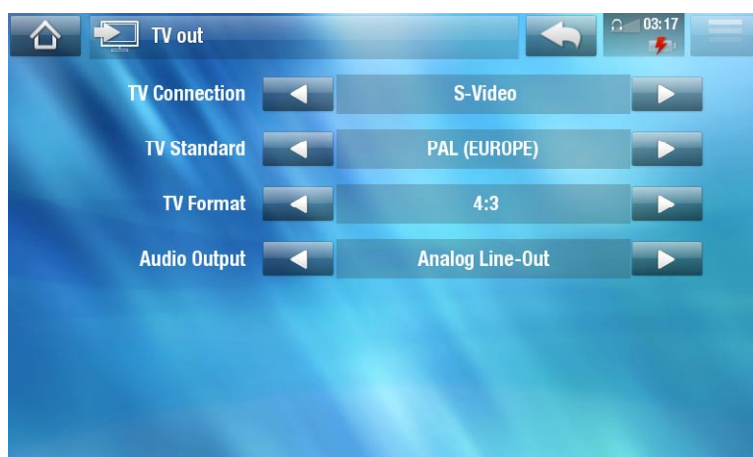 TV out
03:17
TV Connection S-Video
TV Standard PAL (EUROPE)
TV Format 4:3
Audio Output Analog Line-Out